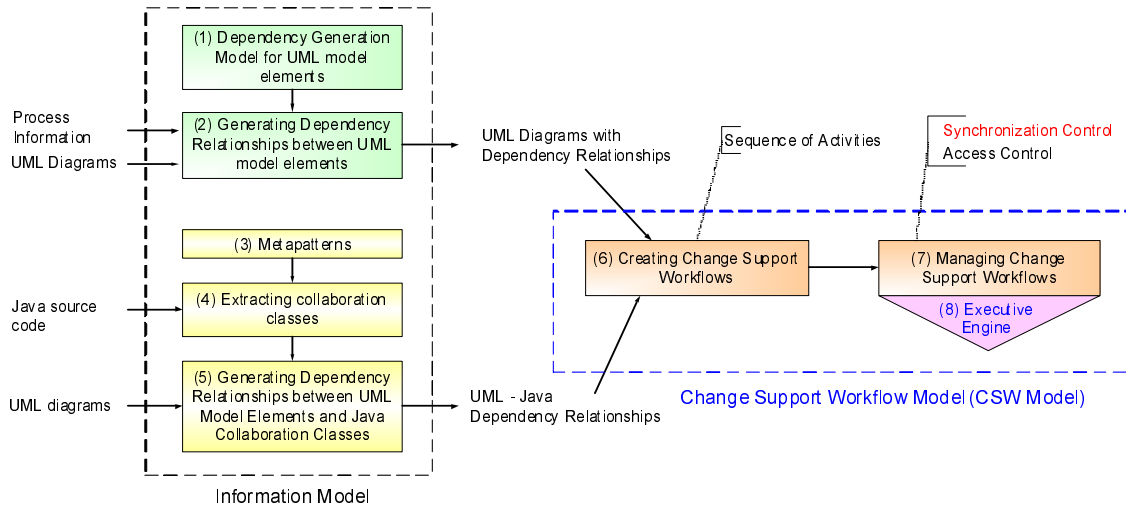 (1) Dependency Generation
Model for UML model
elements
Process
Information
UML Diagrams
(2) Generating Dependency
Relationships between UML
model elements
UML Diagrams with
Dependency Relationships
Sequence of Activities
Synchronization Control
Access Control
(3) Metapatterns
Java source
code
(4) Extracting collaboration
classes
UML diagrams
(5) Generating Dependency
Relationships between UML
Model Elements and Java
Collaboration Classes
UML - Java
Dependency Relationships
(6) Creating Change Support
Workflows
(7) Managing Change
Support Workflows
(8) Executive
Engine
Change Support Workflow Model (CSW Model)
Information Model